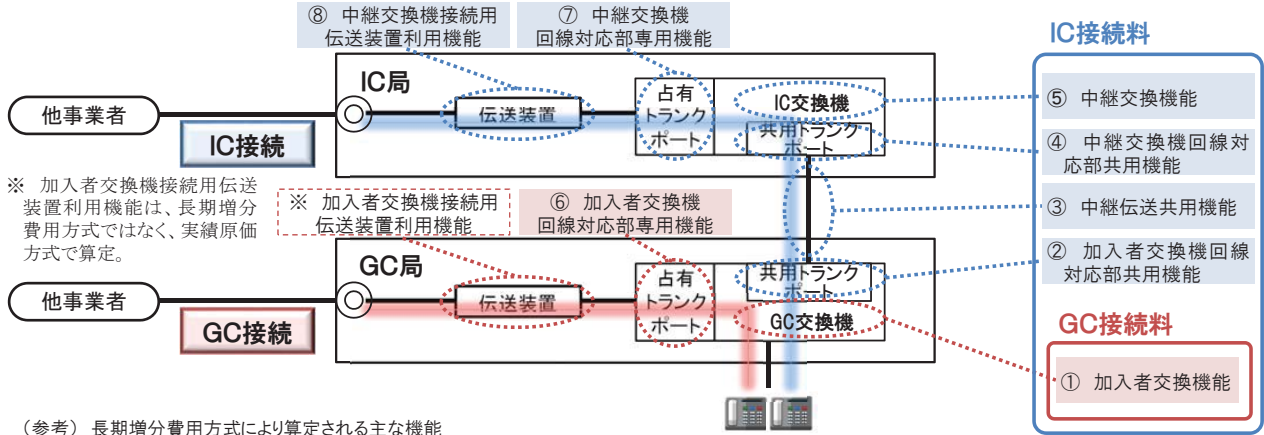 ⑧ 中継交換機接続用
伝送装置利用機能
⑦ 中継交換機
回線対応部専用機能
IC接続料
IC局
他事業者
IC接続
伝送装置
占有
トランク
ポート
IC交換機
共用トランク
ポート
⑤ 中継交換機能
④ 中継交換機回線対
応部共用機能
③ 中継伝送共用機能
② 加入者交換機回線
対応部共用機能
※ 加入者交換機接続用伝送
装置利用機能は、長期増分
費用方式ではなく、実績原価
方式で算定。
※ 加入者交換機接続用
伝送装置利用機能
⑥ 加入者交換機
回線対応部専用機能
GC局
他事業者
GC接続
伝送装置
占有
トランク
ポート
共用トランク
ポート
GC交換機
GC接続料
① 加入者交換機能
（参考） 長期増分費用方式により算定される主な機能